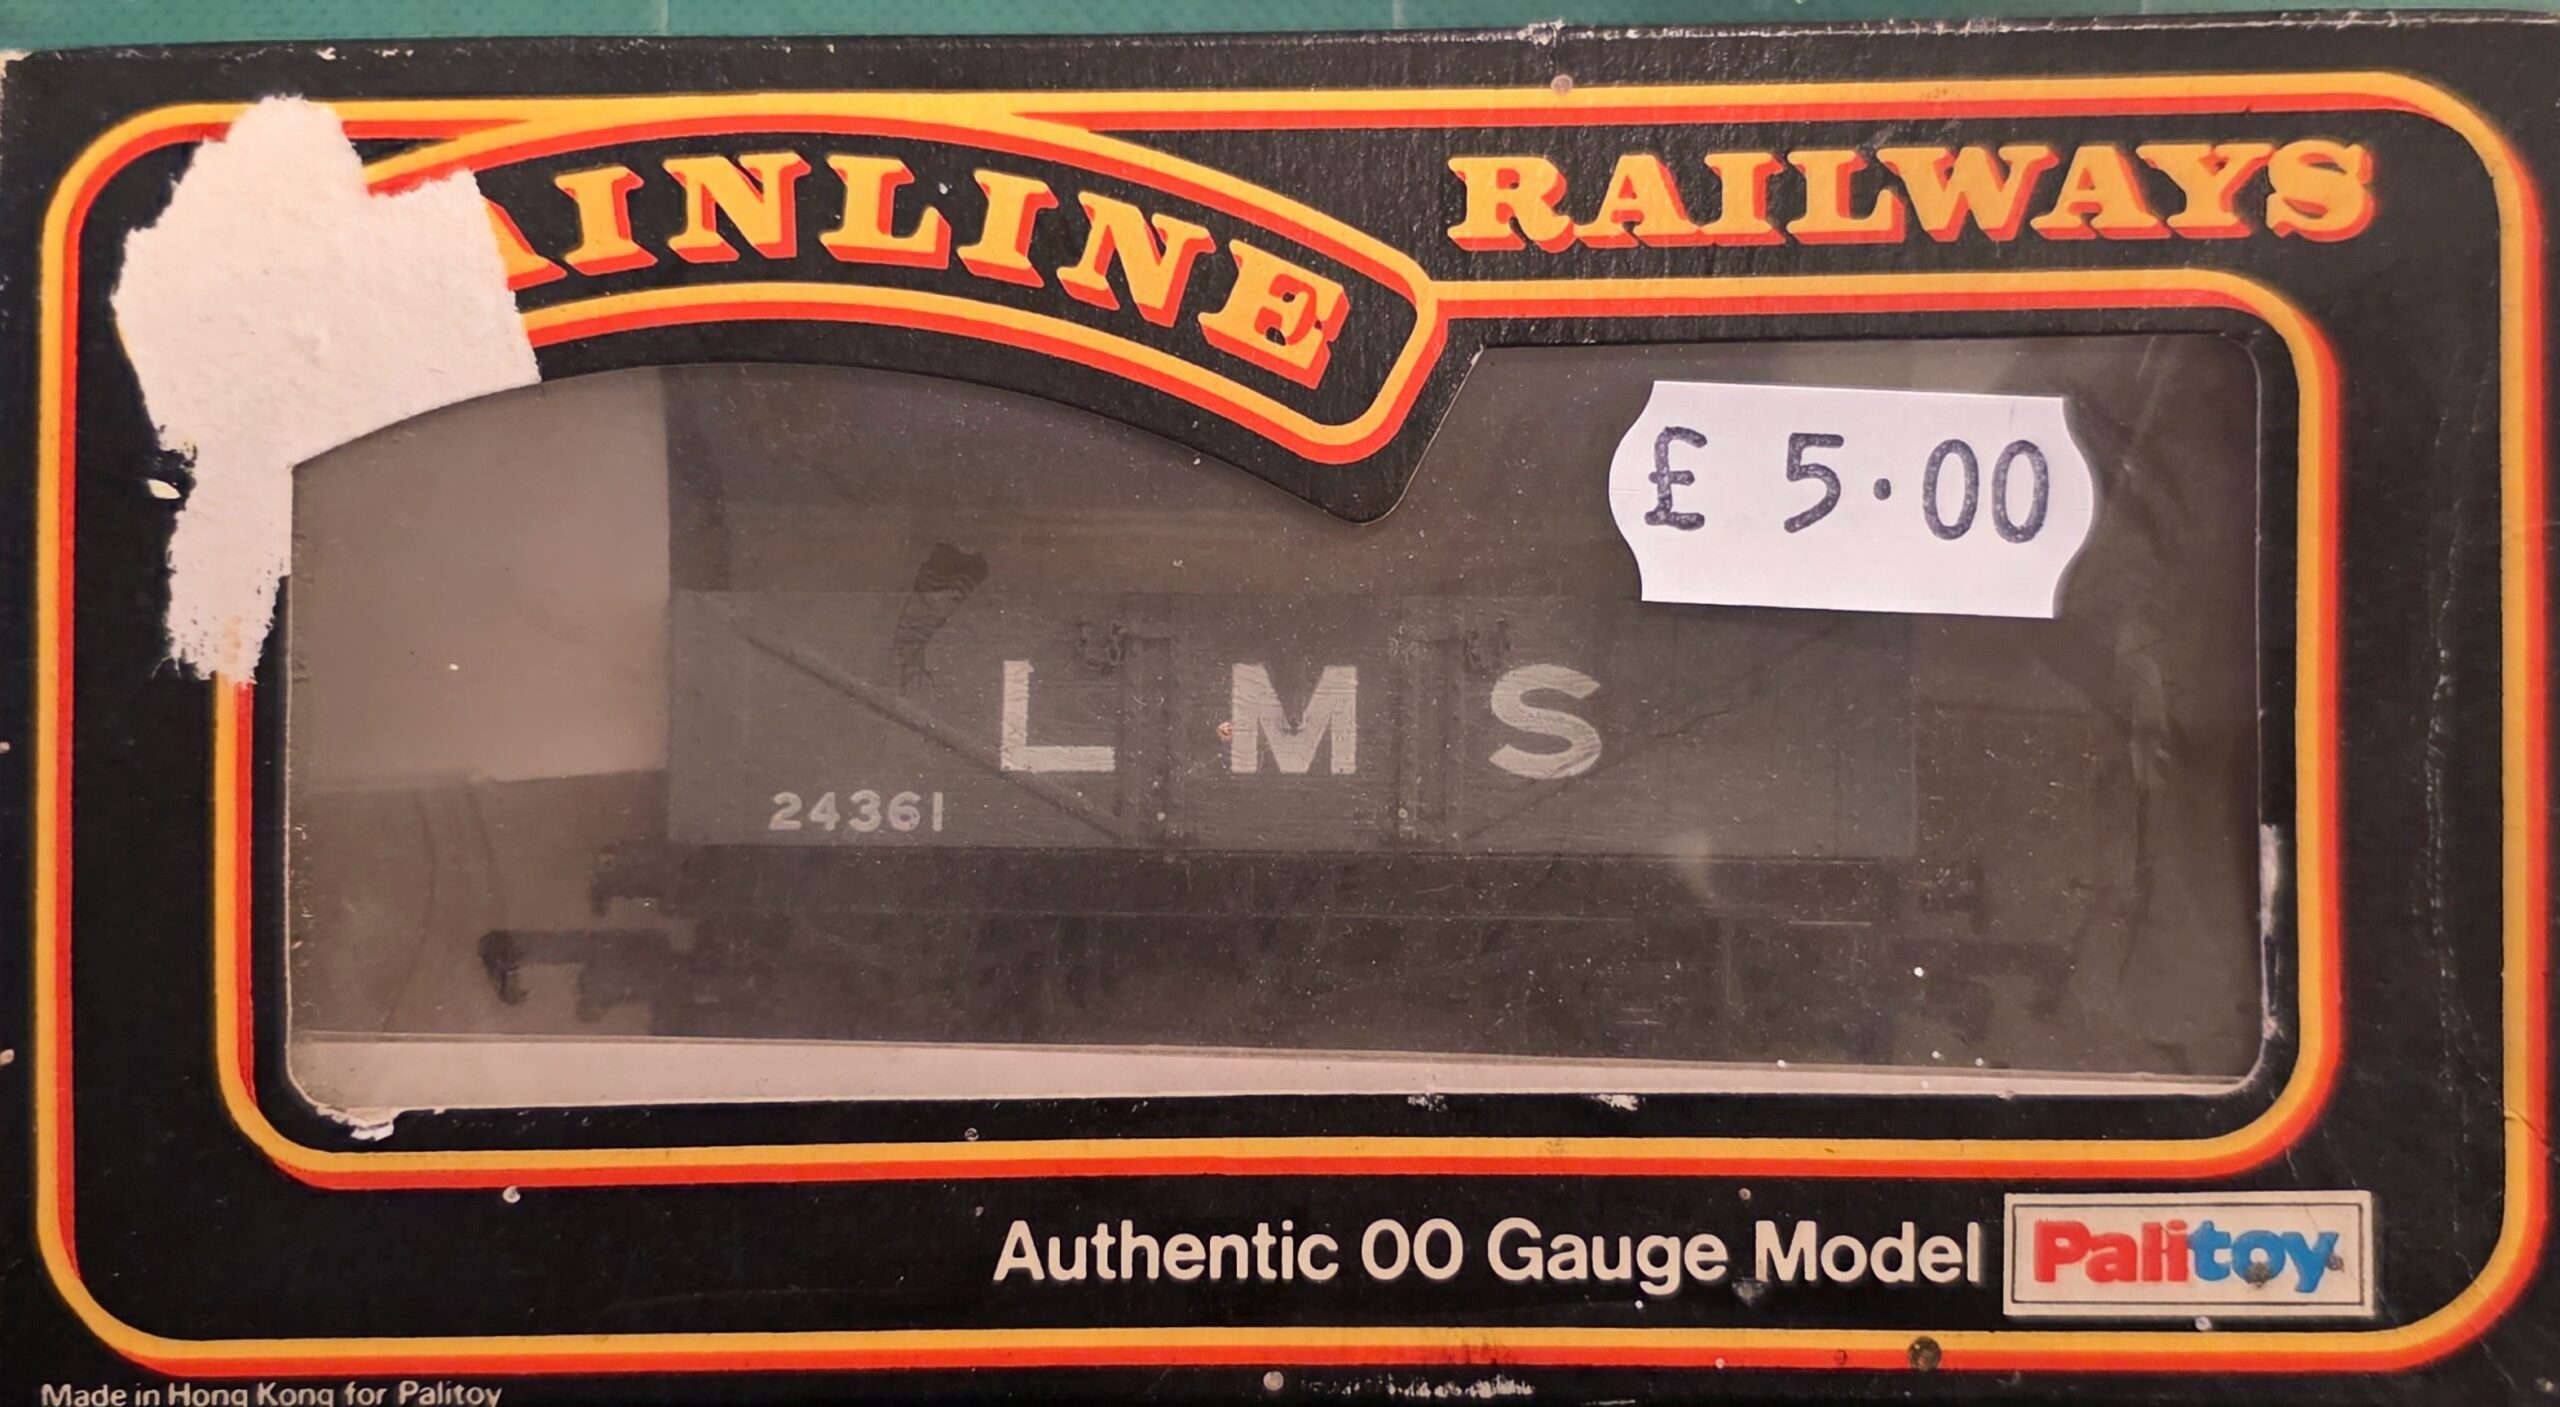 AINLINE RAILWAYS
£ 5.00
L M S
24361
Authentic 00 Gauge Model Palitoy
Made in Hong Kong for Palitoy